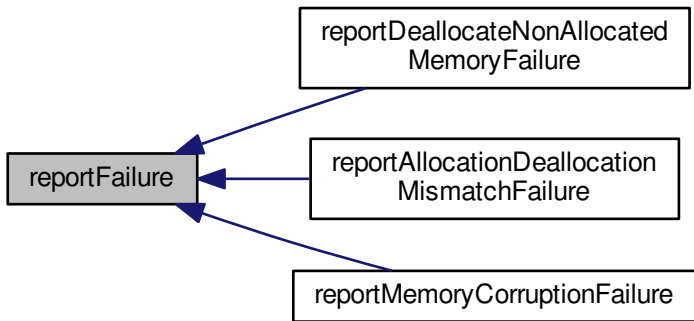 reportDeallocateNonAllocated
MemoryFailure
reportFailure
reportAllocationDeallocation
MismatchFailure
reportMemoryCorruptionFailure